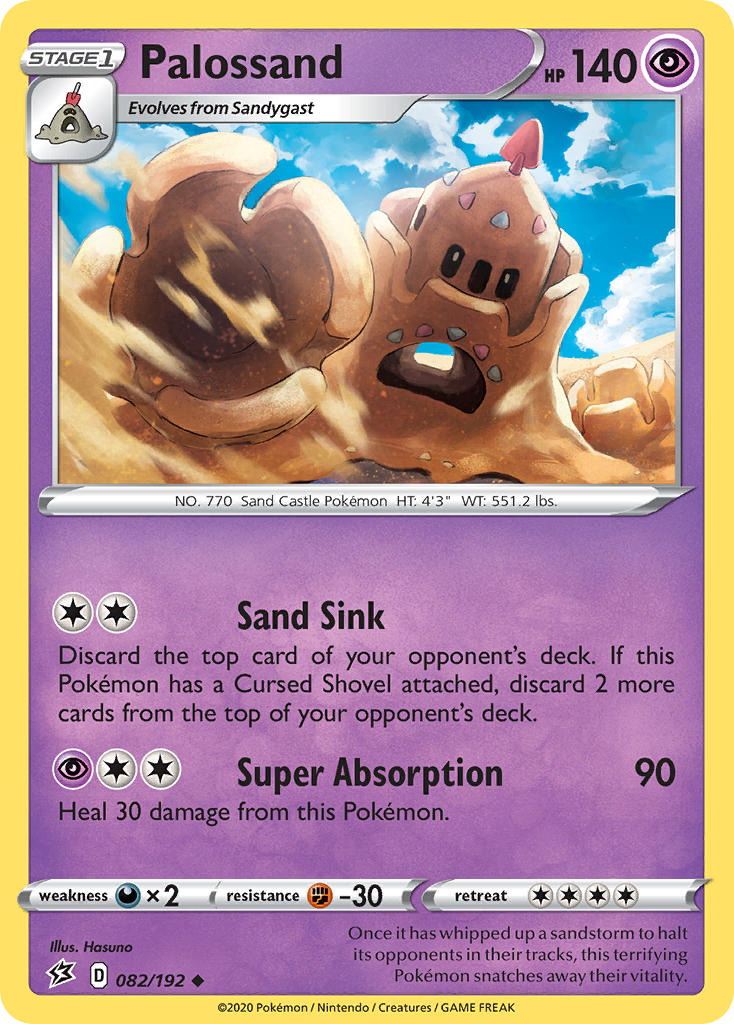 STAGE 1
Palossand
HP 140
Evolves from Sandygast
NO. 770 Sand Castle Pokémon HT: 4'3" WT: 551.2 lbs.
Sand Sink
Discard the top card of your opponent's deck. If this
Pokémon has a Cursed Shovel attached, discard 2 more
cards from the top of your opponent's deck.
Super Absorption 90
Heal 30 damage from this Pokémon.
weakness ×2 resistance -30 retreat
Illus. Hasuno
Once it has whipped up a sandstorm to halt
its opponents in their tracks, this terrifying
Pokémon snatches away their vitality.
D 082/192
©2020 Pokémon / Nintendo / Creatures / GAME FREAK